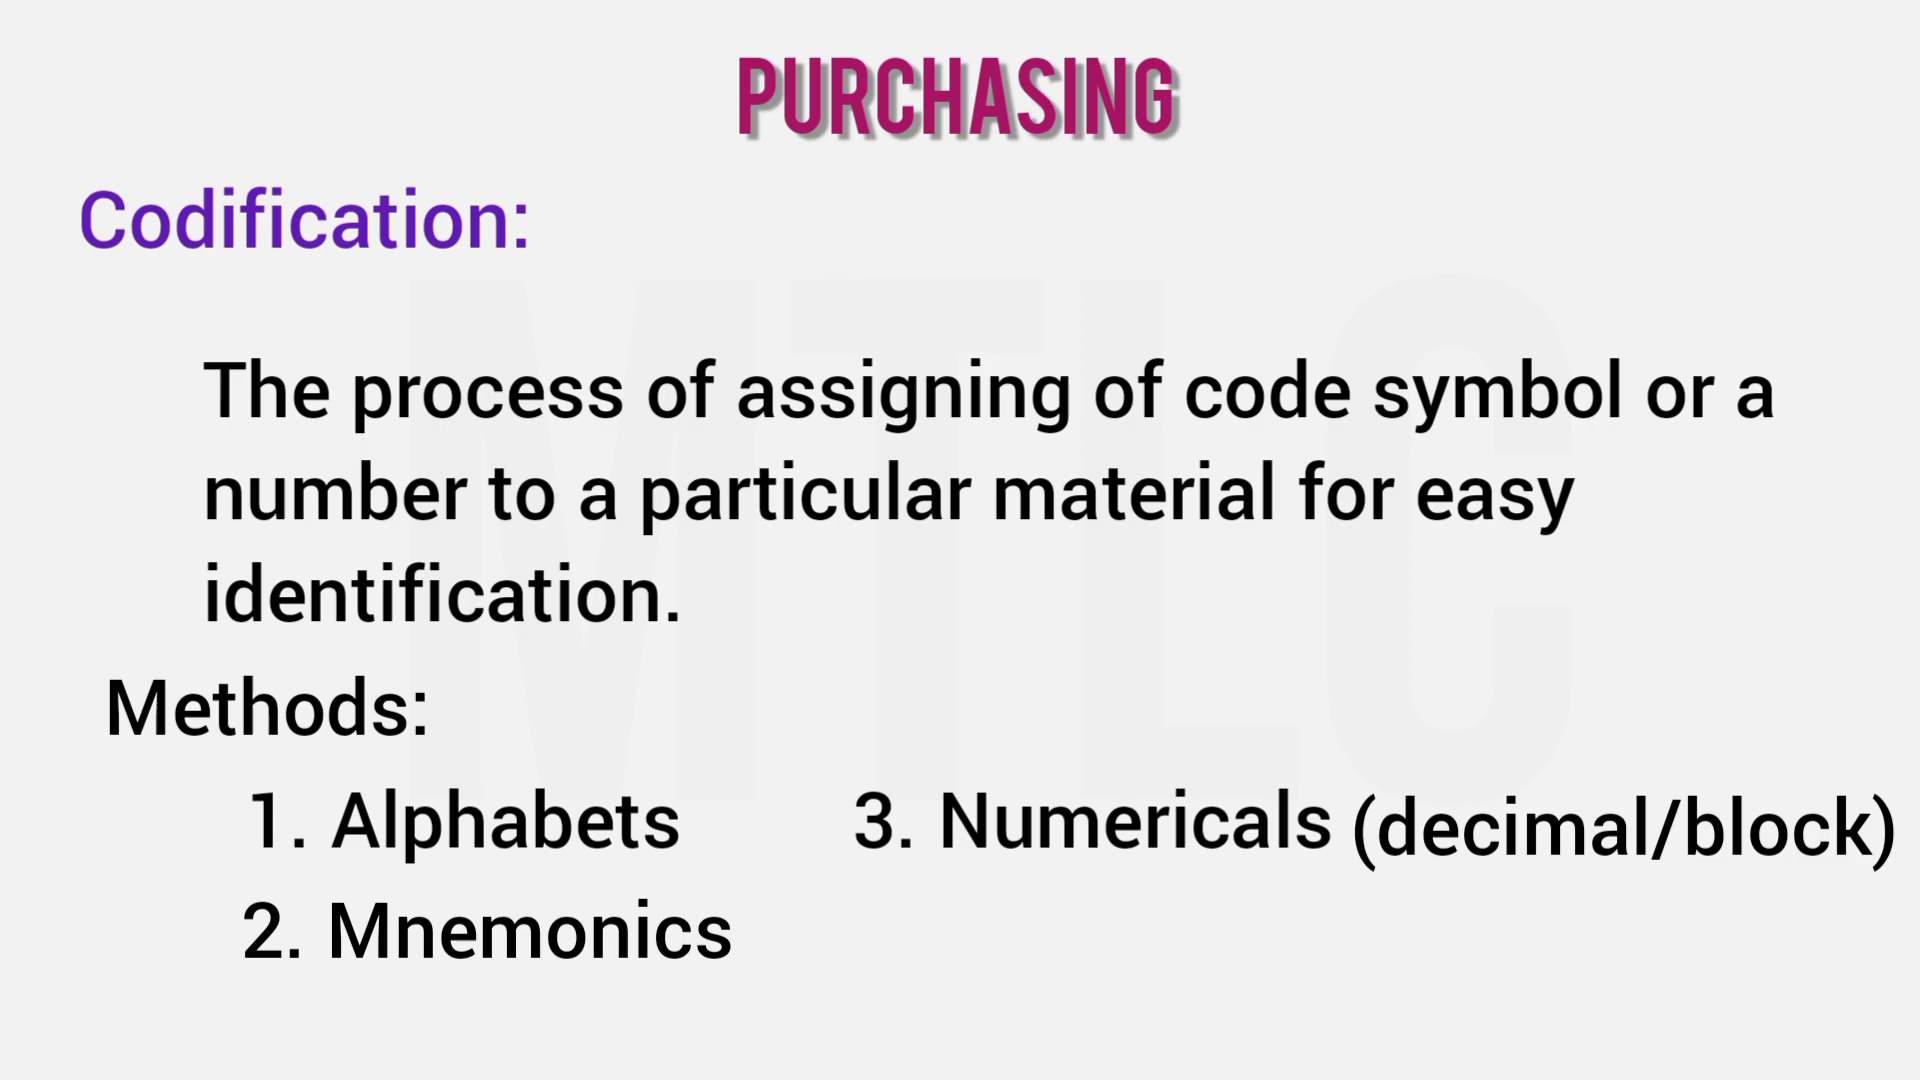 PURCHASING
Codification:
MTLC
The process of assigning of code symbol or a
number to a particular material for easy
identification.
Methods:
1. Alphabets
3. Numericals (decimal/block)
2. Mnemonics